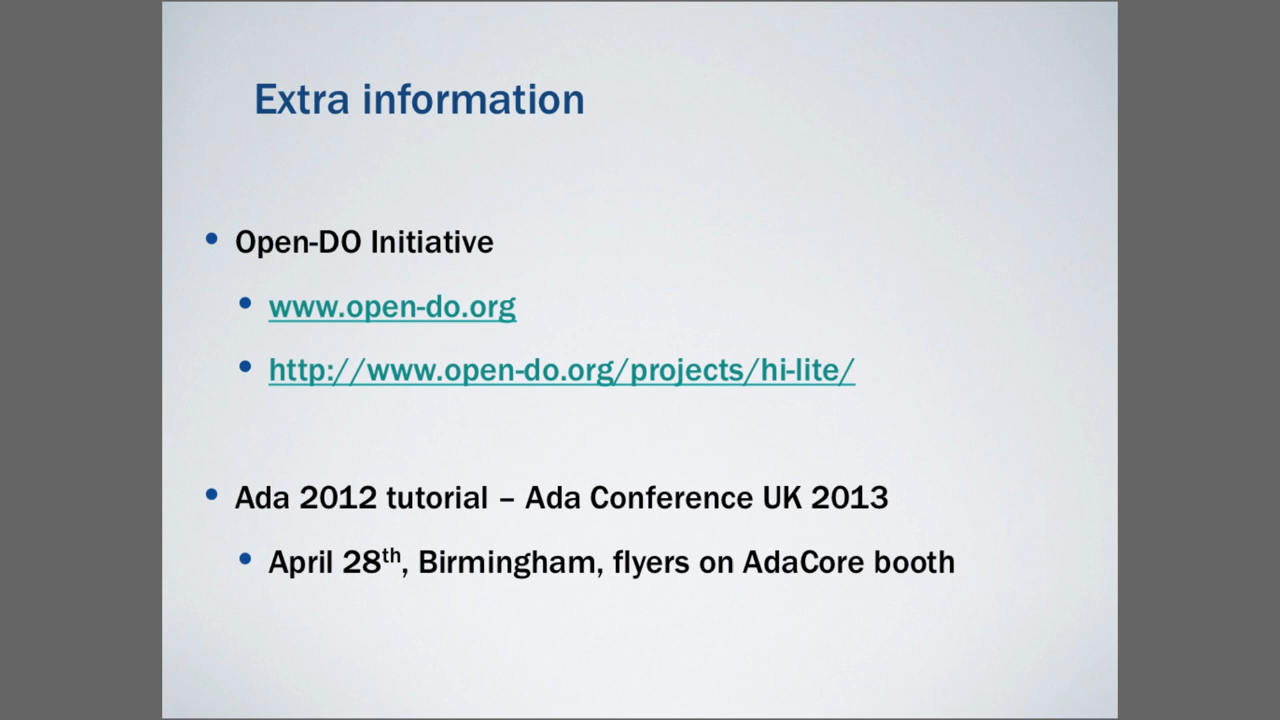 Extra information
• Open-DO Initiative
• www.open-do.org
• http://www.open-do.org/projects/hi-lite/
• Ada 2012 tutorial – Ada Conference UK 2013
• April 28th, Birmingham, flyers on AdaCore booth